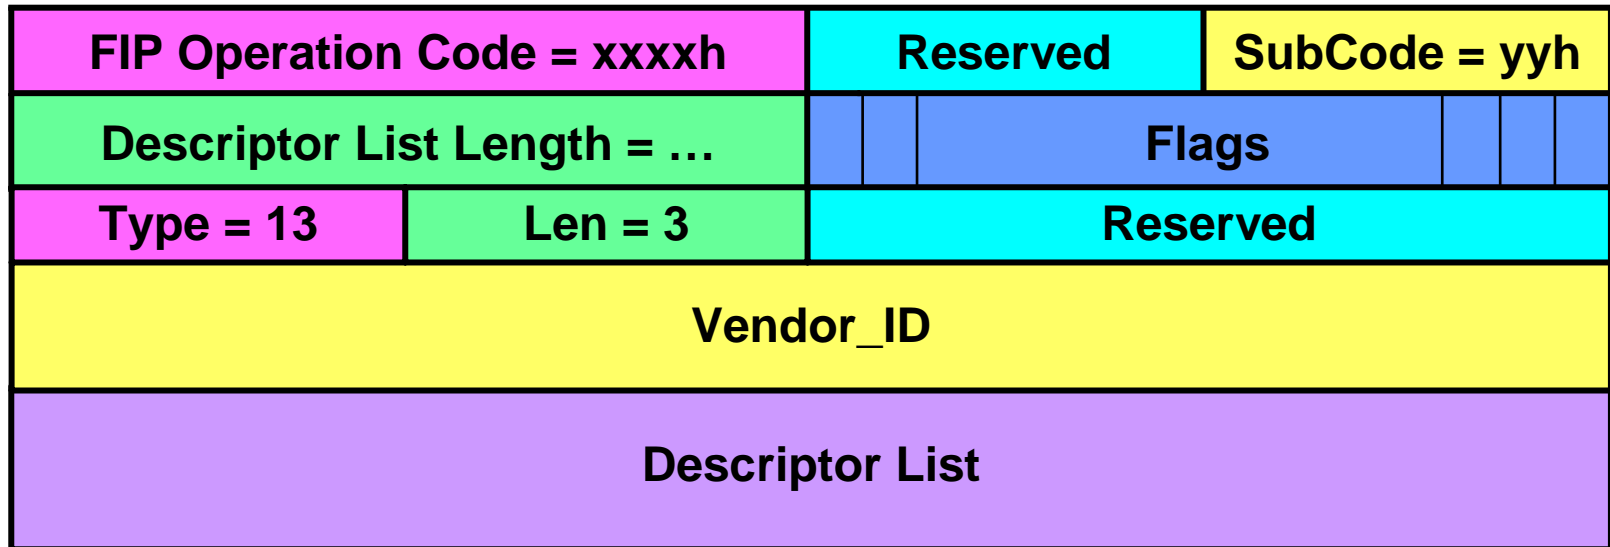 FIP Operation Code = xxxxh
Reserved
SubCode = yyh
Descriptor List Length = …
Flags
Type = 13
Len = 3
Reserved
Vendor_ID
Descriptor List